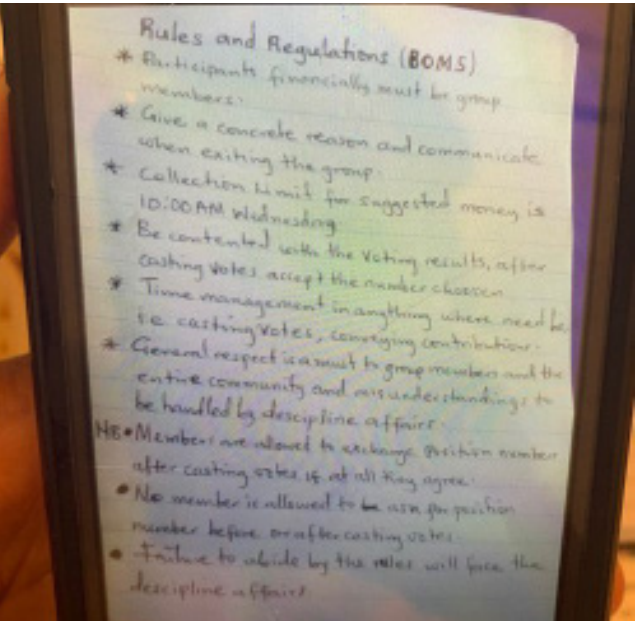 Rules and Regulations (BOMS)
* Participants financially must be group
members.
* Give a concrete reason and communicate
when exiting the group.
* Collection Limit for suggested money is
10:00AM Wednesday
* Be contented with the voting results, after
casting votes accept the number choosen
* Time management in anything where need be,
i.e. casting votes, conveying contributions.
* General respect is a must to group members and the
entire community and misunderstandings to
be handled by descipline affairs.
NB • Members are allowed to exchange position number
after casting votes if at all they agree.
• No member is allowed to be ask for position
number before or after casting votes.
• Failure to abide by the rules will face the
descipline affairs